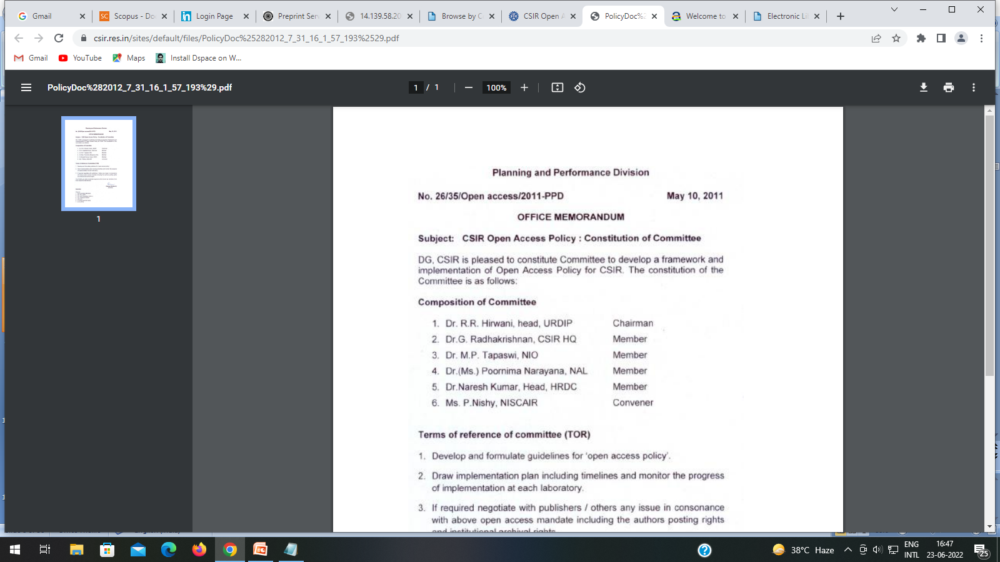 Gmail
Scopus - Do
Login Page
Preprint Ser
14.139.58.20
Browse by C
CSIR Open A
PolicyDoc%2
Welcome to
Electronic Li
csir.res.in/sites/default/files/PolicyDoc%25282012_7_31_16_1_57_193%2529.pdf
Gmail
YouTube
Maps
Install Dspace on W...
PolicyDoc%282012_7_31_16_1_57_193%29.pdf
1 / 1
100%
1
Planning and Performance Division
No. 26/35/Open access/2011-PPD May 10, 2011
OFFICE MEMORANDUM
Subject: CSIR Open Access Policy : Constitution of Committee
DG, CSIR is pleased to constitute Committee to develop a framework and
implementation of Open Access Policy for CSIR. The constitution of the
Committee is as follows:
Composition of Committee
1. Dr. R.R. Hirwani, head, URDIP Chairman
2. Dr.G. Radhakrishnan, CSIR HQ Member
3. Dr. M.P. Tapaswi, NIO Member
4. Dr.(Ms.) Poornima Narayana, NAL Member
5. Dr.Naresh Kumar, Head, HRDC Member
6. Ms. P.Nishy, NISCAIR Convener
Terms of reference of committee (TOR)
1. Develop and formulate guidelines for 'open access policy'.
2. Draw implementation plan including timelines and monitor the progress
of implementation at each laboratory.
3. If required negotiate with publishers / others any issue in consonance
with above open access mandate including the authors posting rights
and institutional archival rights
38°C Haze
ENG
INTL
16:47
23-06-2022
25